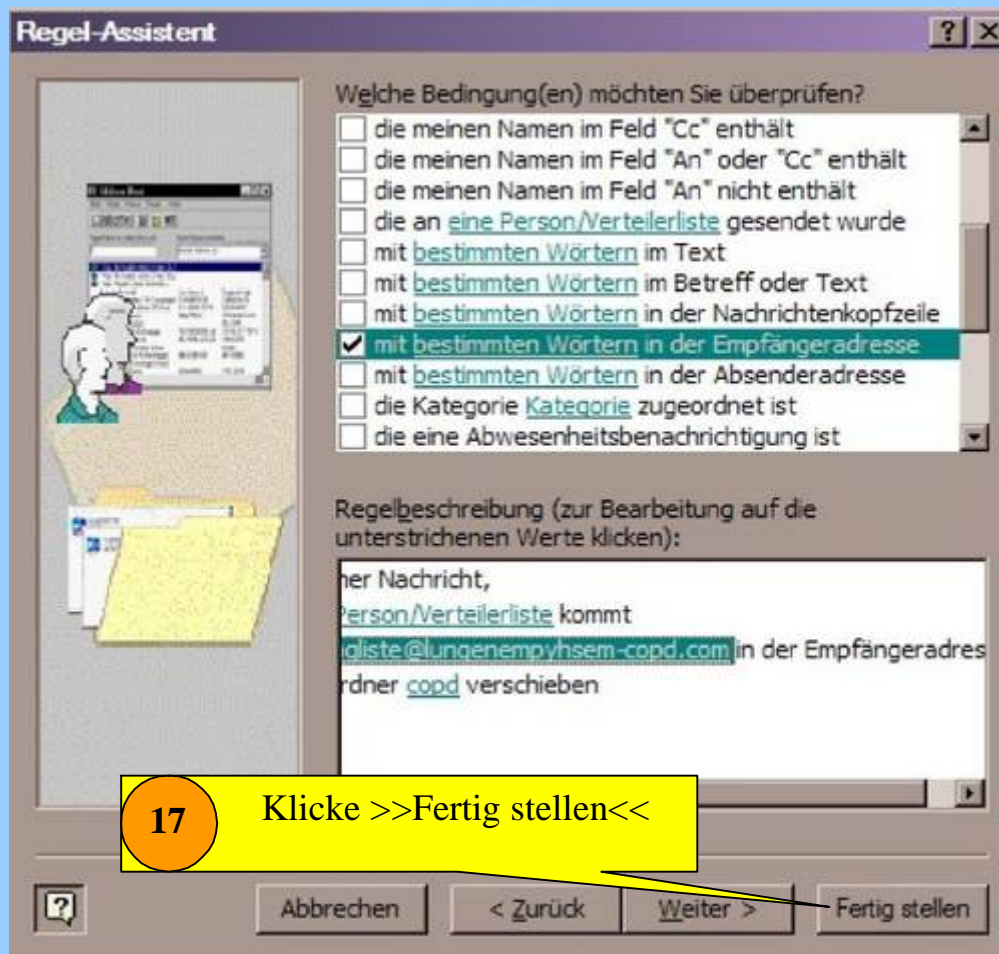 Regel-Assistent
Welche Bedingung(en) möchten Sie überprüfen?
die meinen Namen im Feld "Cc" enthält
die meinen Namen im Feld "An" oder "Cc" enthält
die meinen Namen im Feld "An" nicht enthält
die an eine Person/Verteilerliste gesendet wurde
mit bestimmten Wörtern im Text
mit bestimmten Wörtern im Betreff oder Text
mit bestimmten Wörtern in der Nachrichtenkopfzeile
mit bestimmten Wörtern in der Empfängeradresse
mit bestimmten Wörtern in der Absenderadresse
die Kategorie Kategorie zugeordnet ist
die eine Abwesenheitsbenachrichtigung ist
Regelbeschreibung (zur Bearbeitung auf die
unterstrichenen Werte klicken):
ner Nachricht,
Person/Verteilerliste kommt
gliste@lungenempyhsem-copd.com in der Empfängeradres
rdner copd verschieben
17 Klicke >>Fertig stellen<<
Abbrechen < Zurück Weiter > Fertig stellen